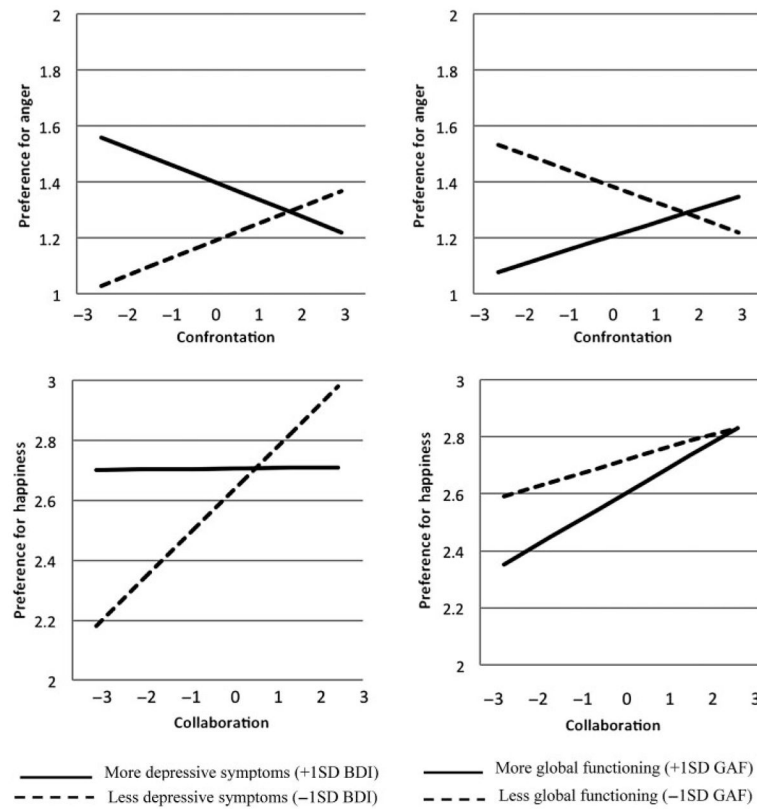 2
1.8
1.6
1.4
1.2
1
Preference for anger
−3 −2 −1 0 1 2 3
Confrontation
2
1.8
1.6
1.4
1.2
1
Preference for anger
−3 −2 −1 0 1 2 3
Confrontation
3
2.8
2.6
2.4
2.2
2
Preference for happiness
−3 −2 −1 0 1 2 3
Collaboration
3
2.8
2.6
2.4
2.2
2
Preference for happiness
−3 −2 −1 0 1 2 3
Collaboration
More depressive symptoms (+1SD BDI)
Less depressive symptoms (−1SD BDI)
More global functioning (+1SD GAF)
Less global functioning (−1SD GAF)